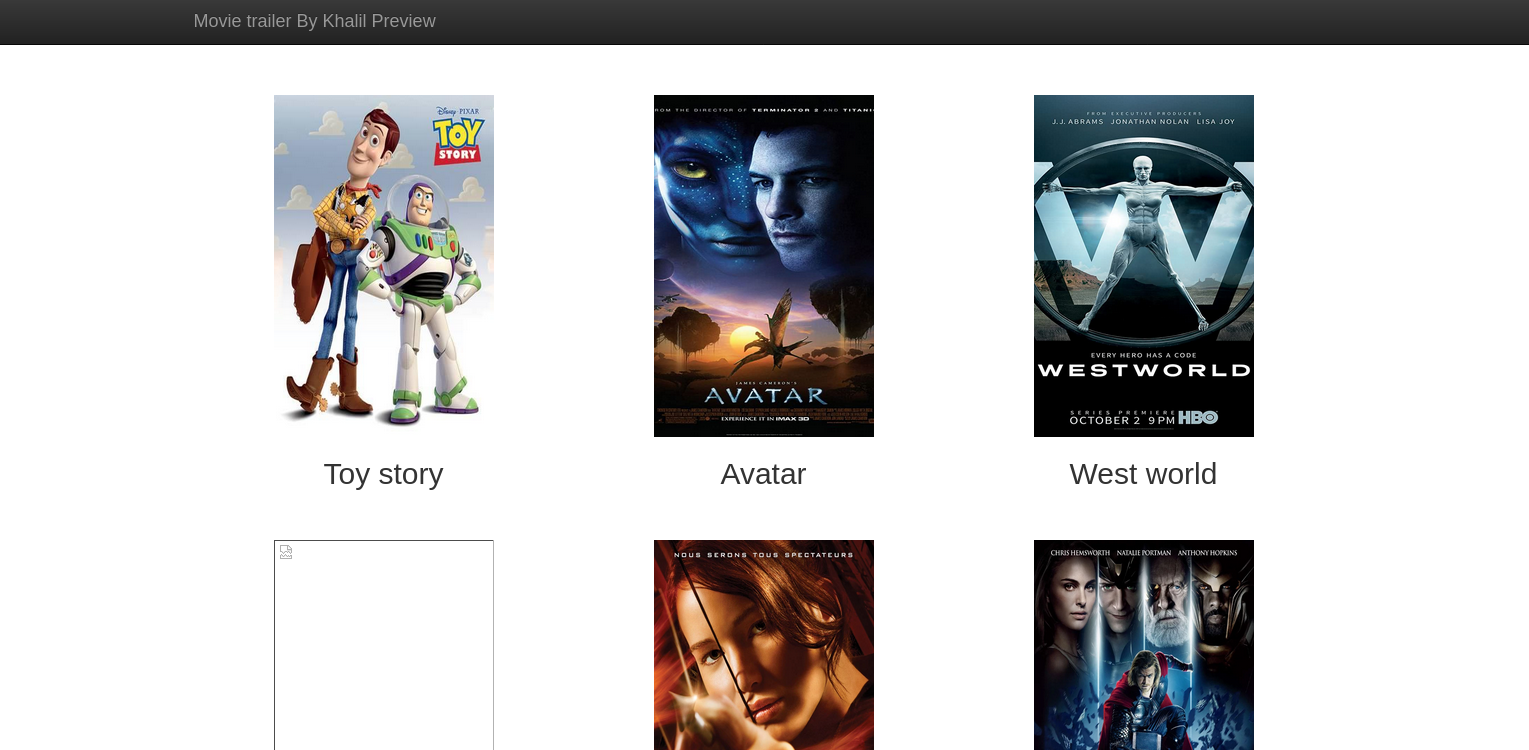 Movie trailer By Khalil Preview
Disney · PIXAR
TOY
STORY
FROM THE DIRECTOR OF TERMINATOR 2 AND TITANI
JAMES CAMERON'S
AVATAR
EXPERIENCE IT IN IMAX 3D
FROM EXECUTIVE PRODUCERS
J.J. ABRAMS JONATHAN NOLAN LISA JOY
EVERY HERO HAS A CODE
WESTWORLD
SERIES PREMIERE
OCTOBER 2 9PM HBO
Toy story
Avatar
West world
NOUS SERONS TOUS SPECTATEURS
CHRIS HEMSWORTH NATALIE PORTMAN ANTHONY HOPKINS